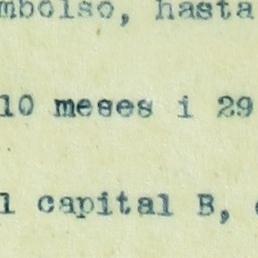 mbolso, hasta
10 meses i 29
l capital B,